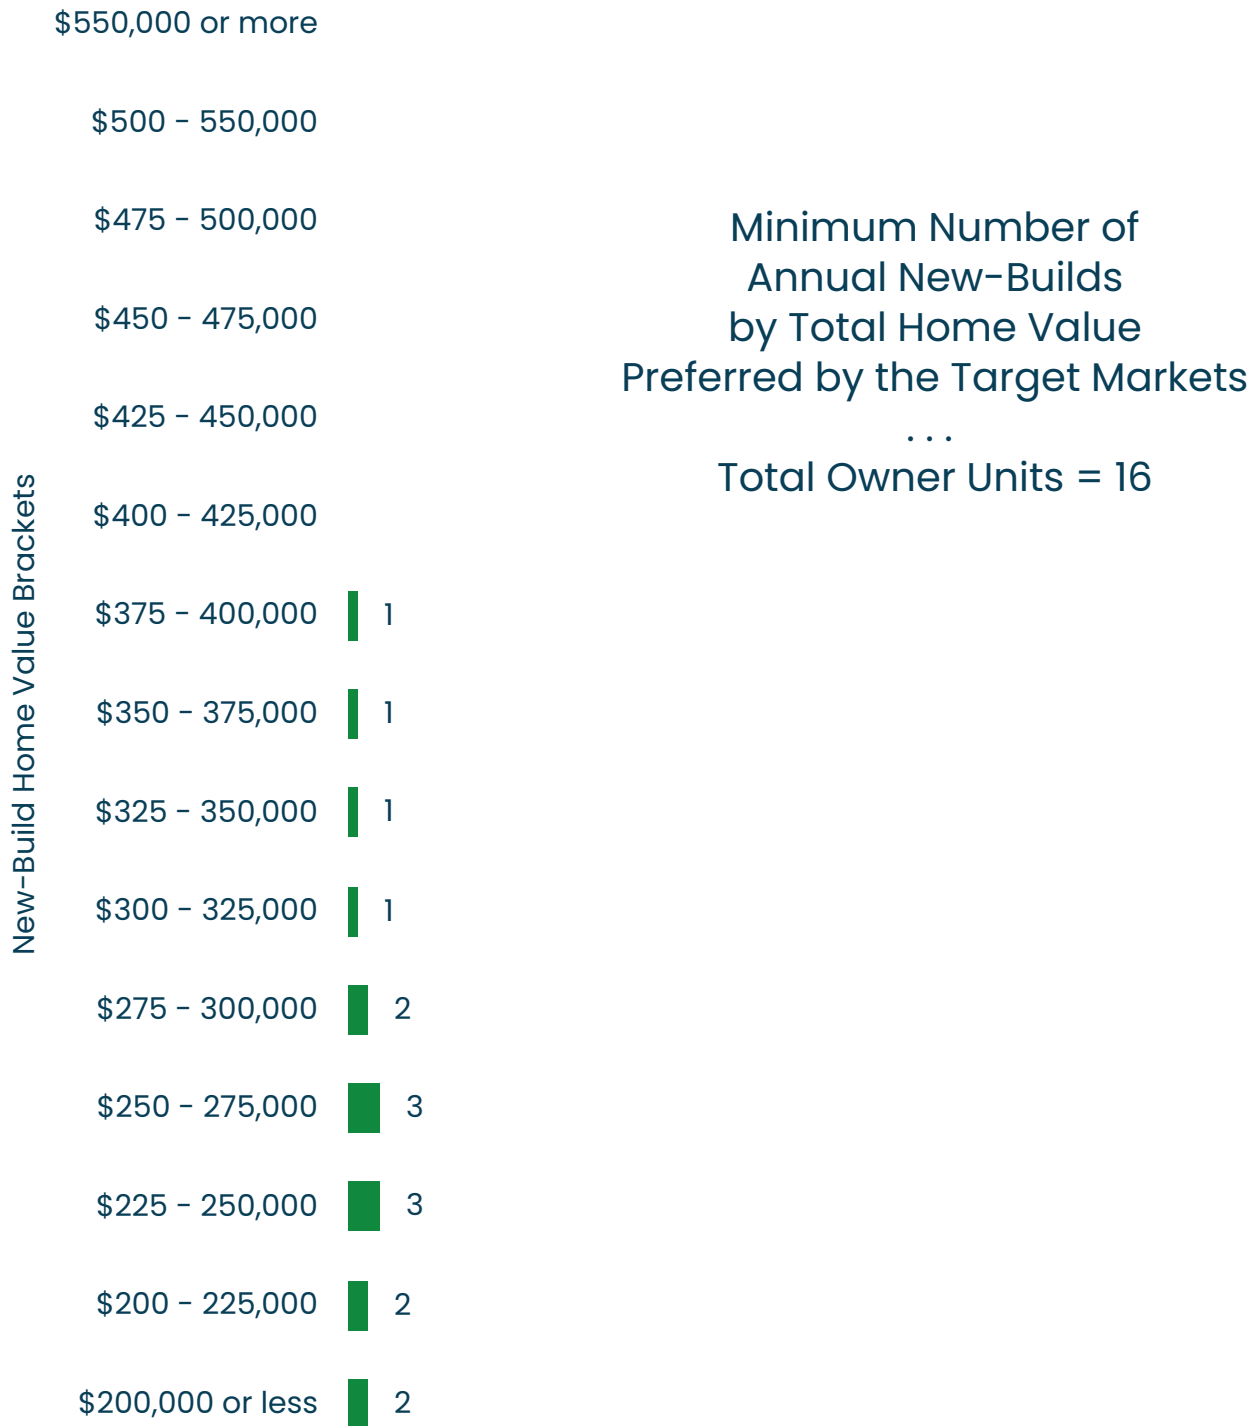 $550,000 or more
$500 - 550,000
$475 - 500,000
$450 - 475,000
$425 - 450,000
$400 - 425,000
$375 - 400,000 1
$350 - 375,000 1
$325 - 350,000 1
$300 - 325,000 1
$275 - 300,000 2
$250 - 275,000 3
$225 - 250,000 3
$200 - 225,000 2
$200,000 or less 2
New-Build Home Value Brackets
Minimum Number of
Annual New-Builds
by Total Home Value
Preferred by the Target Markets
. . .
Total Owner Units = 16